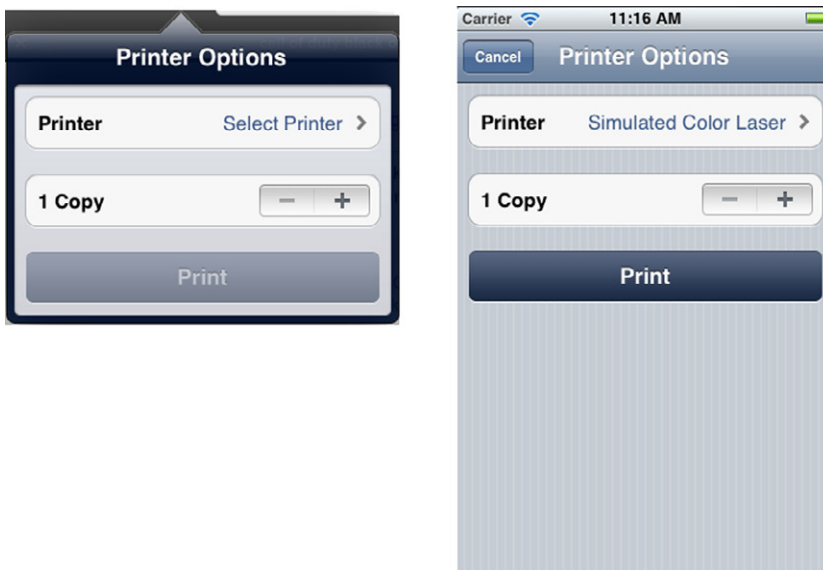 Printer Options
Printer Select Printer
1 Copy
Print
Carrier 11:16 AM
Cancel Printer Options
Printer Simulated Color Laser
1 Copy
Print